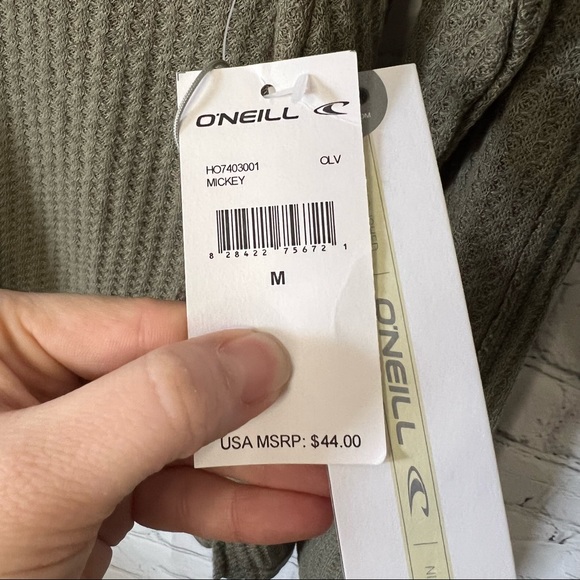 O'NEILL
HO7403001 OLV
MICKEY
8 28422 75672 1
M
USA MSRP: $44.00
O'NEILL